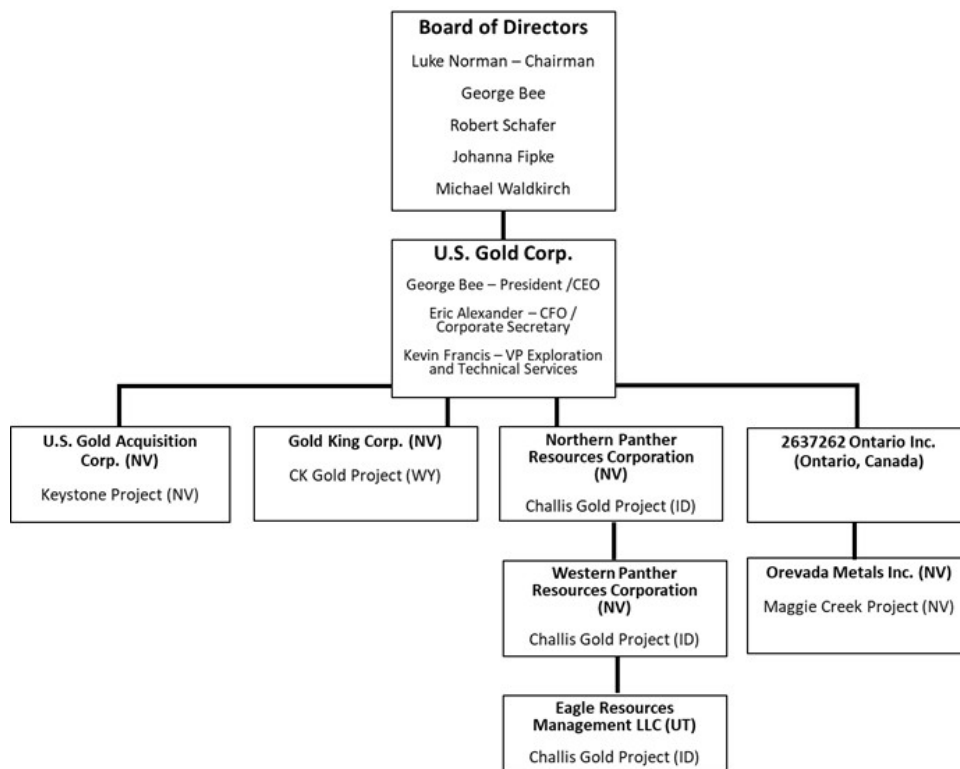 Board of Directors
Luke Norman – Chairman
George Bee
Robert Schafer
Johanna Fipke
Michael Waldkirch
U.S. Gold Corp.
George Bee – President /CEO
Eric Alexander – CFO /
Corporate Secretary
Kevin Francis – VP Exploration
and Technical Services
U.S. Gold Acquisition
Corp. (NV)
Keystone Project (NV)
Gold King Corp. (NV)
CK Gold Project (WY)
Northern Panther
Resources Corporation
(NV)
Challis Gold Project (ID)
2637262 Ontario Inc.
(Ontario, Canada)
Western Panther
Resources Corporation
(NV)
Challis Gold Project (ID)
Orevada Metals Inc. (NV)
Maggie Creek Project (NV)
Eagle Resources
Management LLC (UT)
Challis Gold Project (ID)